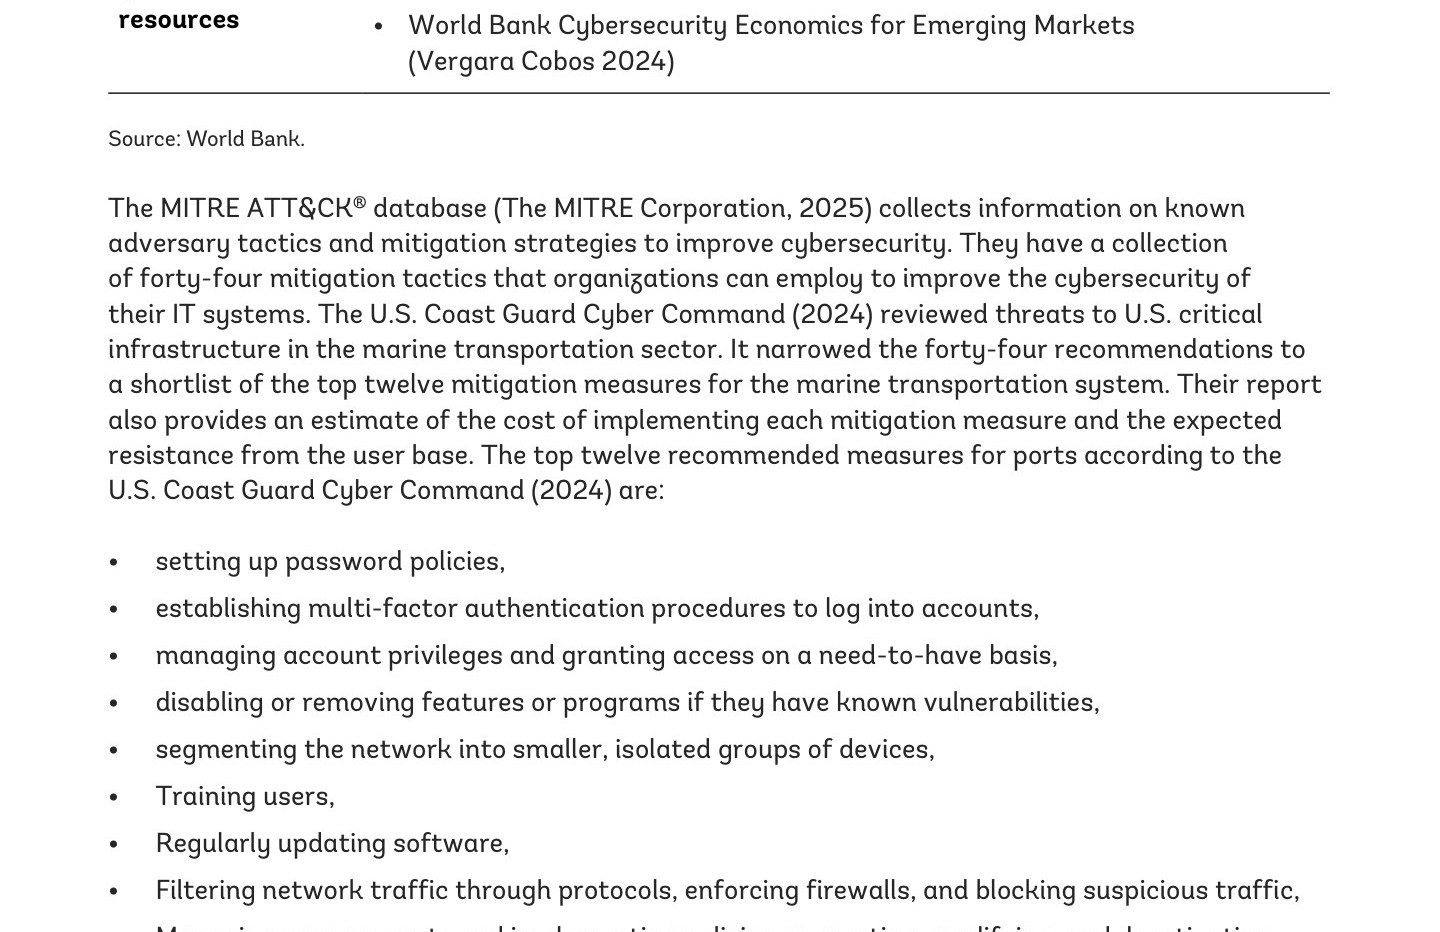 resources
• World Bank Cybersecurity Economics for Emerging Markets
(Vergara Cobos 2024)
Source: World Bank.
The MITRE ATT&CK® database (The MITRE Corporation, 2025) collects information on known
adversary tactics and mitigation strategies to improve cybersecurity. They have a collection
of forty-four mitigation tactics that organizations can employ to improve the cybersecurity of
their IT systems. The U.S. Coast Guard Cyber Command (2024) reviewed threats to U.S. critical
infrastructure in the marine transportation sector. It narrowed the forty-four recommendations to
a shortlist of the top twelve mitigation measures for the marine transportation system. Their report
also provides an estimate of the cost of implementing each mitigation measure and the expected
resistance from the user base. The top twelve recommended measures for ports according to the
U.S. Coast Guard Cyber Command (2024) are:
• setting up password policies,
• establishing multi-factor authentication procedures to log into accounts,
• managing account privileges and granting access on a need-to-have basis,
• disabling or removing features or programs if they have known vulnerabilities,
• segmenting the network into smaller, isolated groups of devices,
• Training users,
• Regularly updating software,
• Filtering network traffic through protocols, enforcing firewalls, and blocking suspicious traffic,